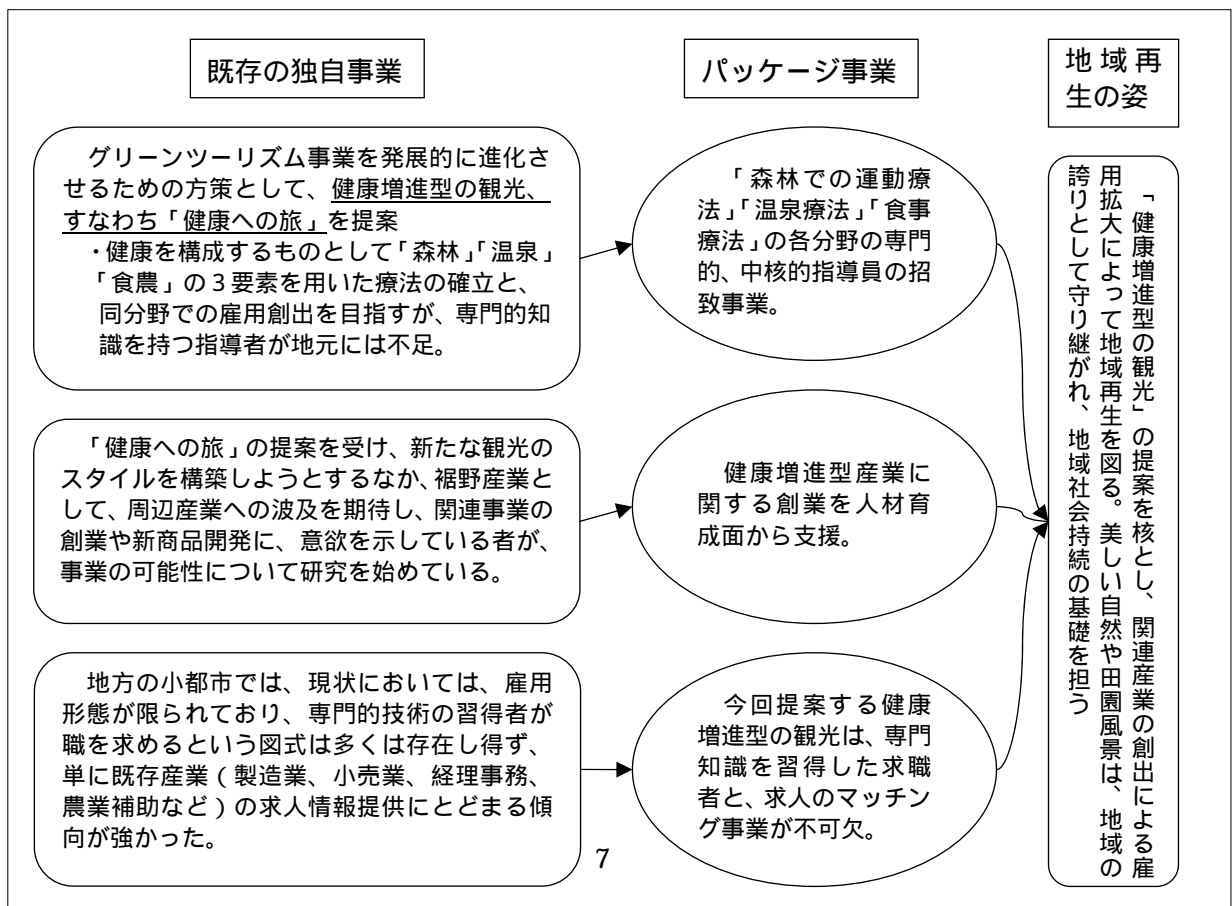 既存の独自事業
パッケージ事業
地域再
生の姿
グリーンツーリズム事業を発展的に進化さ
せるための方策として、健康増進型の観光、
すなわち「健康への旅」を提案
・健康を構成するものとして「森林」「温泉」
「食農」の３要素を用いた療法の確立と、
同分野での雇用創出を目指すが、専門的知
識を持つ指導者が地元には不足。
「森林での運動療
法」「温泉療法」「食事
療法」の各分野の専門
的、中核的指導員の招
致事業。
「健康への旅」の提案を受け、新たな観光の
スタイルを構築しようとするなか、裾野産業と
して、周辺産業への波及を期待し、関連事業の
創業や新商品開発に、意欲を示している者が、
事業の可能性について研究を始めている。
健康増進型産業に
関する創業を人材育
成面から支援。
地方の小都市では、現状においては、雇用
形態が限られており、専門的技術の習得者が
職を求めるという図式は多くは存在し得ず、
単に既存産業（製造業、小売業、経理事務、
農業補助など）の求人情報提供にとどまる傾
向が強かった。
今回提案する健康
増進型の観光は、専門
知識を習得した求職
者と、求人のマッチン
グ事業が不可欠。
「健康増進型の観光」の提案を核とし、関連産業の創出による雇
用拡大によって地域再生を図る。美しい自然や田園風景は、地域の
誇りとして守り継がれ、地域社会持続の基礎を担う
7